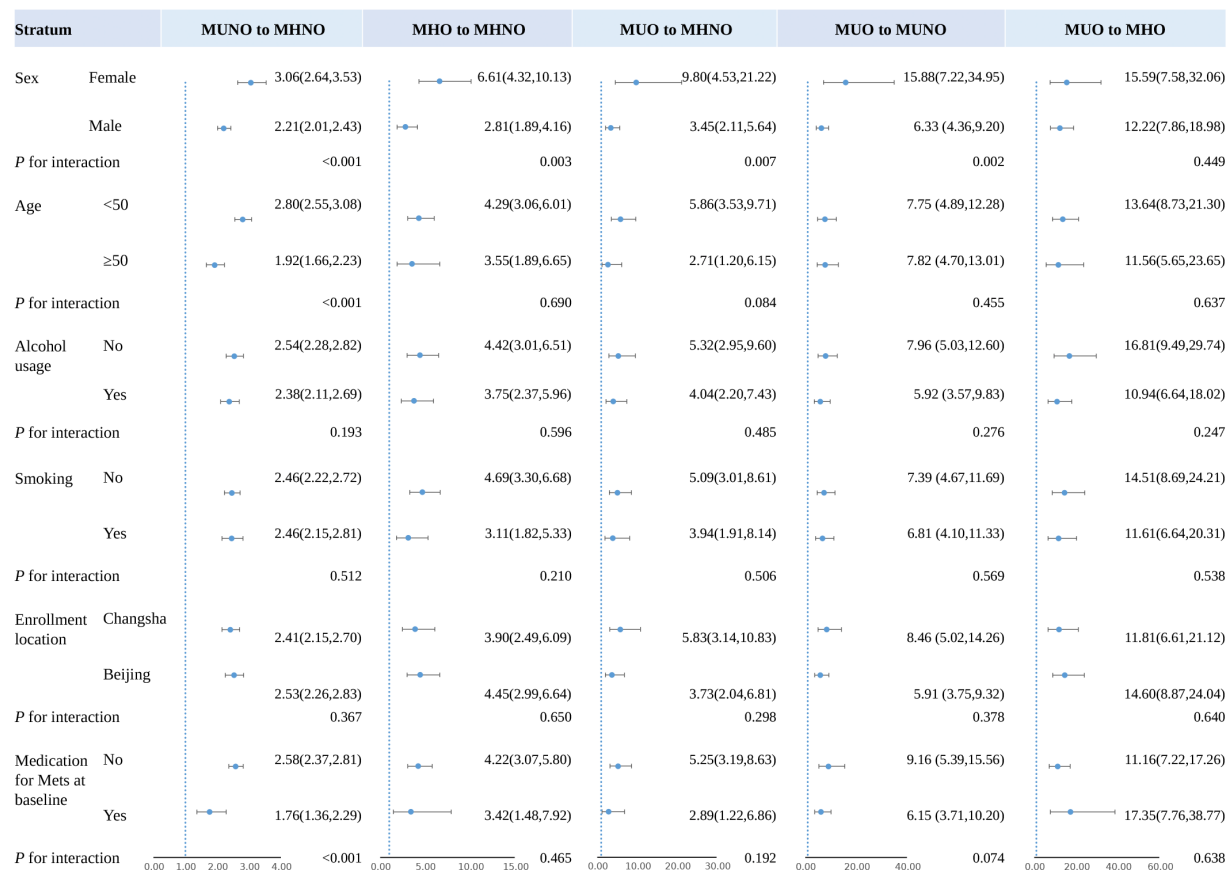 Stratum MUNO to MHNO MHO to MHNO MUO to MHNO MUO to MUNO MUO to MHO
Sex Female 3.06(2.64,3.53) 6.61(4.32,10.13) 9.80(4.53,21.22) 15.88(7.22,34.95) 15.59(7.58,32.06)
Male 2.21(2.01,2.43) 2.81(1.89,4.16) 3.45(2.11,5.64) 6.33 (4.36,9.20) 12.22(7.86,18.98)
P for interaction <0.001 0.003 0.007 0.002 0.449
Age <50 2.80(2.55,3.08) 4.29(3.06,6.01) 5.86(3.53,9.71) 7.75 (4.89,12.28) 13.64(8.73,21.30)
≥50 1.92(1.66,2.23) 3.55(1.89,6.65) 2.71(1.20,6.15) 7.82 (4.70,13.01) 11.56(5.65,23.65)
P for interaction <0.001 0.690 0.084 0.455 0.637
Alcohol No 2.54(2.28,2.82) 4.42(3.01,6.51) 5.32(2.95,9.60) 7.96 (5.03,12.60) 16.81(9.49,29.74)
usage
Yes 2.38(2.11,2.69) 3.75(2.37,5.96) 4.04(2.20,7.43) 5.92 (3.57,9.83) 10.94(6.64,18.02)
P for interaction 0.193 0.596 0.485 0.276 0.247
Smoking No 2.46(2.22,2.72) 4.69(3.30,6.68) 5.09(3.01,8.61) 7.39 (4.67,11.69) 14.51(8.69,24.21)
Yes 2.46(2.15,2.81) 3.11(1.82,5.33) 3.94(1.91,8.14) 6.81 (4.10,11.33) 11.61(6.64,20.31)
P for interaction 0.512 0.210 0.506 0.569 0.538
Enrollment Changsha
location 2.41(2.15,2.70) 3.90(2.49,6.09) 5.83(3.14,10.83) 8.46 (5.02,14.26) 11.81(6.61,21.12)
Beijing
2.53(2.26,2.83) 4.45(2.99,6.64) 3.73(2.04,6.81) 5.91 (3.75,9.32) 14.60(8.87,24.04)
P for interaction 0.367 0.650 0.298 0.378 0.640
Medication No 2.58(2.37,2.81) 4.22(3.07,5.80) 5.25(3.19,8.63) 9.16 (5.39,15.56) 11.16(7.22,17.26)
for Mets at
baseline
Yes 1.76(1.36,2.29) 3.42(1.48,7.92) 2.89(1.22,6.86) 6.15 (3.71,10.20) 17.35(7.76,38.77)
P for interaction <0.001 0.465 0.192 0.074 0.638
0.00 1.00 2.00 3.00 4.00 0.00 5.00 10.00 15.00 0.00 10.00 20.00 30.00 0.00 20.00 40.00 0.00 20.00 40.00 60.00